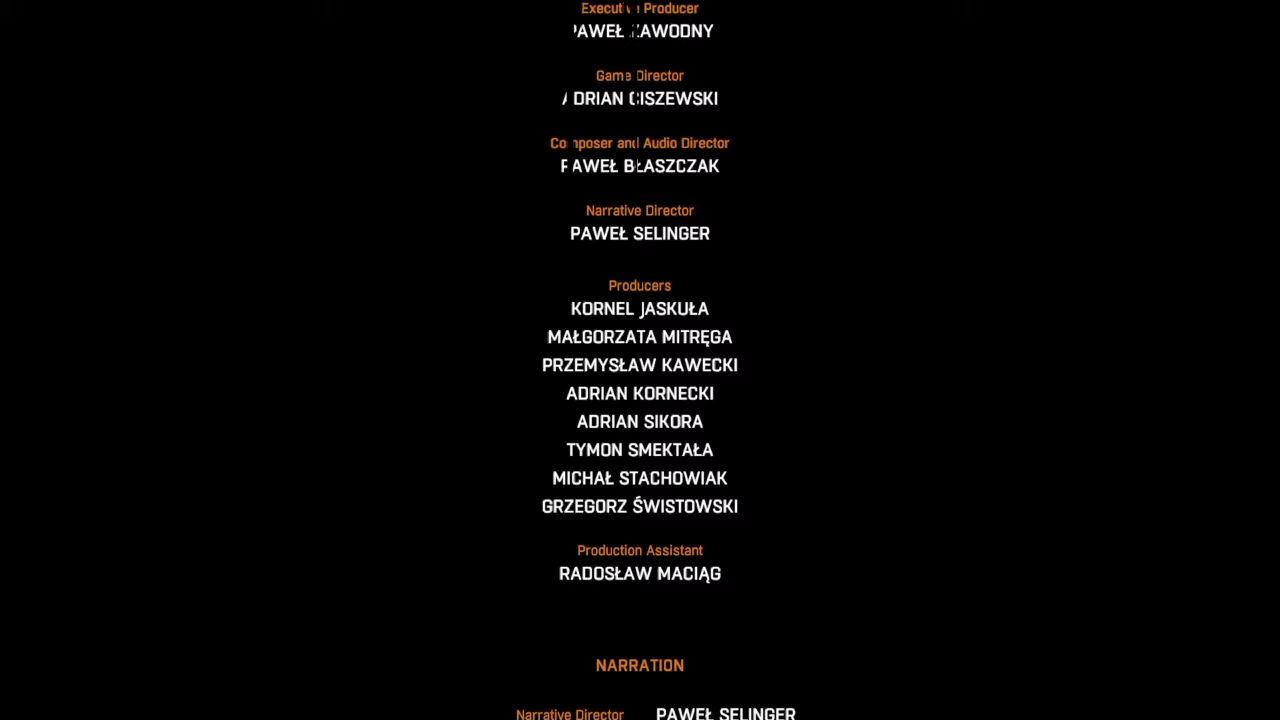 Executive Producer
PAWEŁ ZAWODNY
Game Director
ADRIAN CISZEWSKI
Composer and Audio Director
PAWEŁ BŁASZCZAK
Narrative Director
PAWEŁ SELINGER
Producers
KORNEL JASKUŁA
MAŁGORZATA MITRĘGA
PRZEMYSŁAW KAWECKI
ADRIAN KORNECKI
ADRIAN SIKORA
TYMON SMEKTAŁA
MICHAŁ STACHOWIAK
GRZEGORZ ŚWISTOWSKI
Production Assistant
RADOSŁAW MACIĄG
NARRATION
Narrative Director PAWEŁ SELINGER